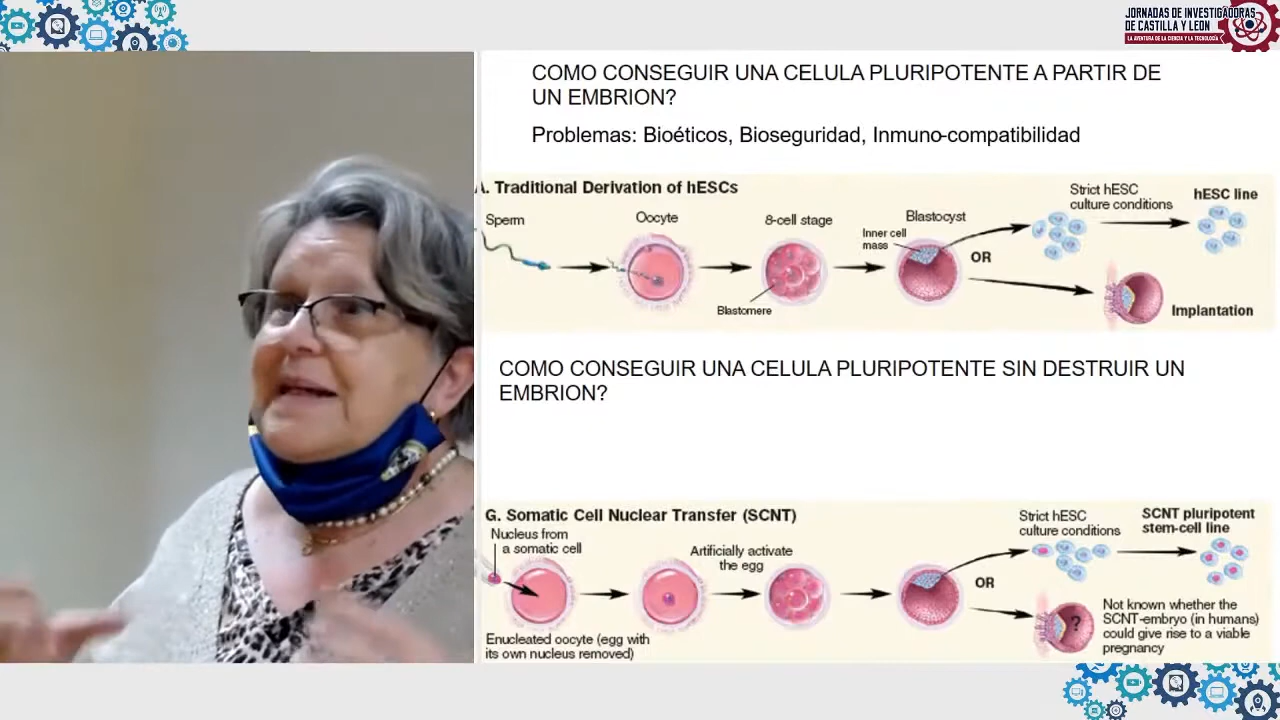 JORNADAS DE INVESTIGADORAS
DE CASTILLA Y LEÓN
LA AVENTURA DE LA CIENCIA Y LA TECNOLOGÍA
COMO CONSEGUIR UNA CELULA PLURIPOTENTE A PARTIR DE
UN EMBRION?
Problemas: Bioéticos, Bioseguridad, Inmuno-compatibilidad
A. Traditional Derivation of hESCs
Sperm
Oocyte
8-cell stage
Blastomere
Blastocyst
Inner cell
mass
OR
Strict hESC
culture conditions
hESC line
Implantation
COMO CONSEGUIR UNA CELULA PLURIPOTENTE SIN DESTRUIR UN
EMBRION?
G. Somatic Cell Nuclear Transfer (SCNT)
Nucleus from
a somatic cell
Enucleated oocyte (egg with
its own nucleus removed)
Artificially activate
the egg
OR
Strict hESC
culture conditions
SCNT pluripotent
stem-cell line
?
Not known whether the
SCNT-embryo (in humans)
could give rise to a viable
pregnancy